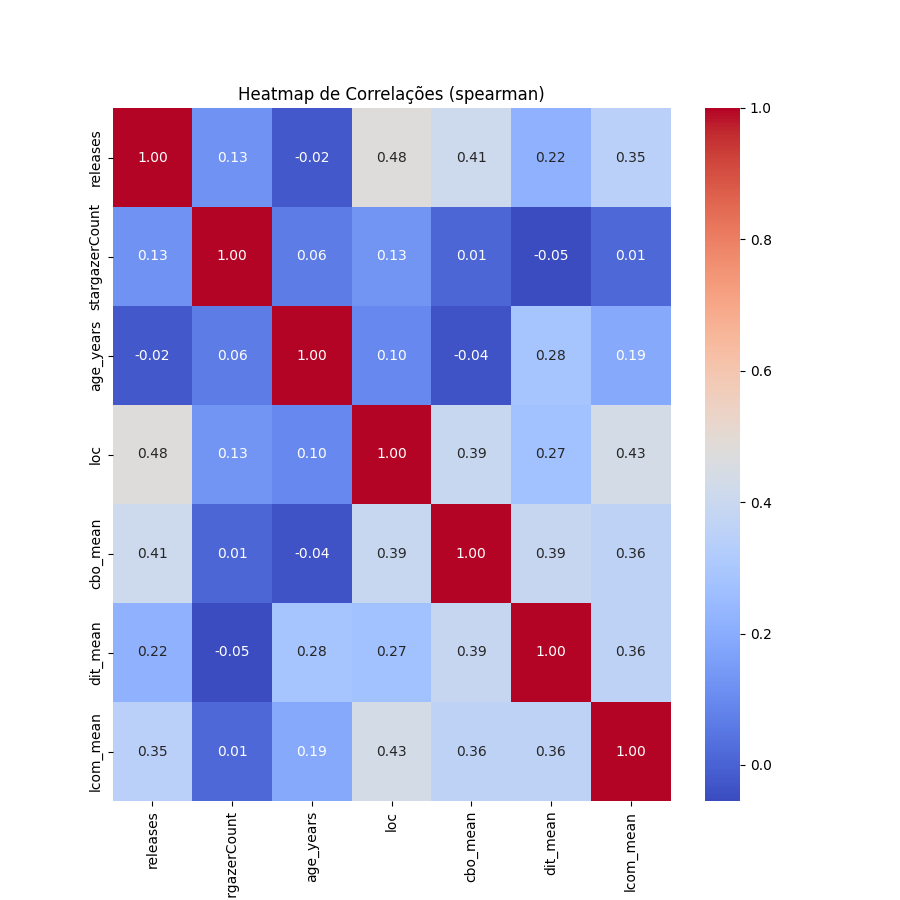 Heatmap de Correlações (spearman)
releases 1.00 0.13 -0.02 0.48 0.41 0.22 0.35
stargazerCount 0.13 1.00 0.06 0.13 0.01 -0.05 0.01
age_years -0.02 0.06 1.00 0.10 -0.04 0.28 0.19
loc 0.48 0.13 0.10 1.00 0.39 0.27 0.43
cbo_mean 0.41 0.01 -0.04 0.39 1.00 0.39 0.36
dit_mean 0.22 -0.05 0.28 0.27 0.39 1.00 0.36
lcom_mean 0.35 0.01 0.19 0.43 0.36 0.36 1.00
releases rgazerCount age_years loc cbo_mean dit_mean lcom_mean
1.0
0.8
0.6
0.4
0.2
0.0